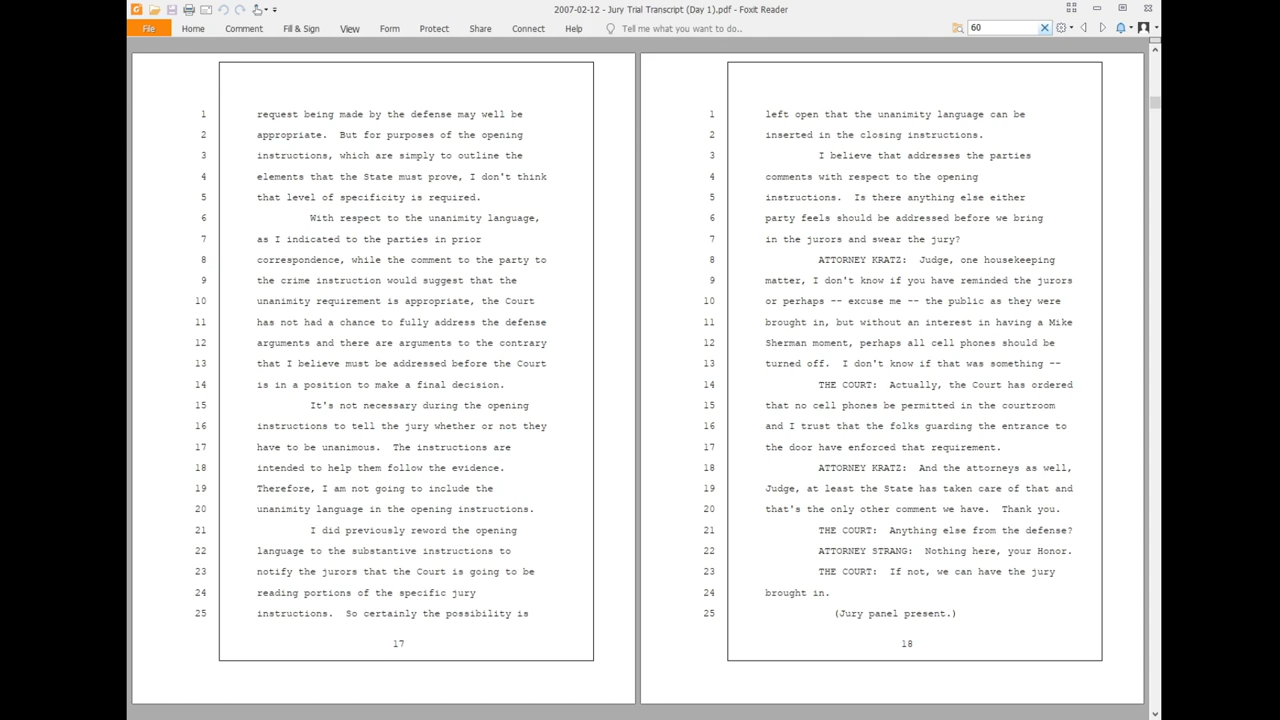 2007-02-12 - Jury Trial Transcript (Day 1).pdf - Foxit Reader
File Home Comment Fill & Sign View Form Protect Share Connect Help Tell me what you want to do.. 60
1 request being made by the defense may well be
2 appropriate. But for purposes of the opening
3 instructions, which are simply to outline the
4 elements that the State must prove, I don't think
5 that level of specificity is required.
6 With respect to the unanimity language,
7 as I indicated to the parties in prior
8 correspondence, while the comment to the party to
9 the crime instruction would suggest that the
10 unanimity requirement is appropriate, the Court
11 has not had a chance to fully address the defense
12 arguments and there are arguments to the contrary
13 that I believe must be addressed before the Court
14 is in a position to make a final decision.
15 It's not necessary during the opening
16 instructions to tell the jury whether or not they
17 have to be unanimous. The instructions are
18 intended to help them follow the evidence.
19 Therefore, I am not going to include the
20 unanimity language in the opening instructions.
21 I did previously reword the opening
22 language to the substantive instructions to
23 notify the jurors that the Court is going to be
24 reading portions of the specific jury
25 instructions. So certainly the possibility is
17
1 left open that the unanimity language can be
2 inserted in the closing instructions.
3 I believe that addresses the parties
4 comments with respect to the opening
5 instructions. Is there anything else either
6 party feels should be addressed before we bring
7 in the jurors and swear the jury?
8 ATTORNEY KRATZ: Judge, one housekeeping
9 matter, I don't know if you have reminded the jurors
10 or perhaps -- excuse me -- the public as they were
11 brought in, but without an interest in having a Mike
12 Sherman moment, perhaps all cell phones should be
13 turned off. I don't know if that was something --
14 THE COURT: Actually, the Court has ordered
15 that no cell phones be permitted in the courtroom
16 and I trust that the folks guarding the entrance to
17 the door have enforced that requirement.
18 ATTORNEY KRATZ: And the attorneys as well,
19 Judge, at least the State has taken care of that and
20 that's the only other comment we have. Thank you.
21 THE COURT: Anything else from the defense?
22 ATTORNEY STRANG: Nothing here, your Honor.
23 THE COURT: If not, we can have the jury
24 brought in.
25 (Jury panel present.)
18